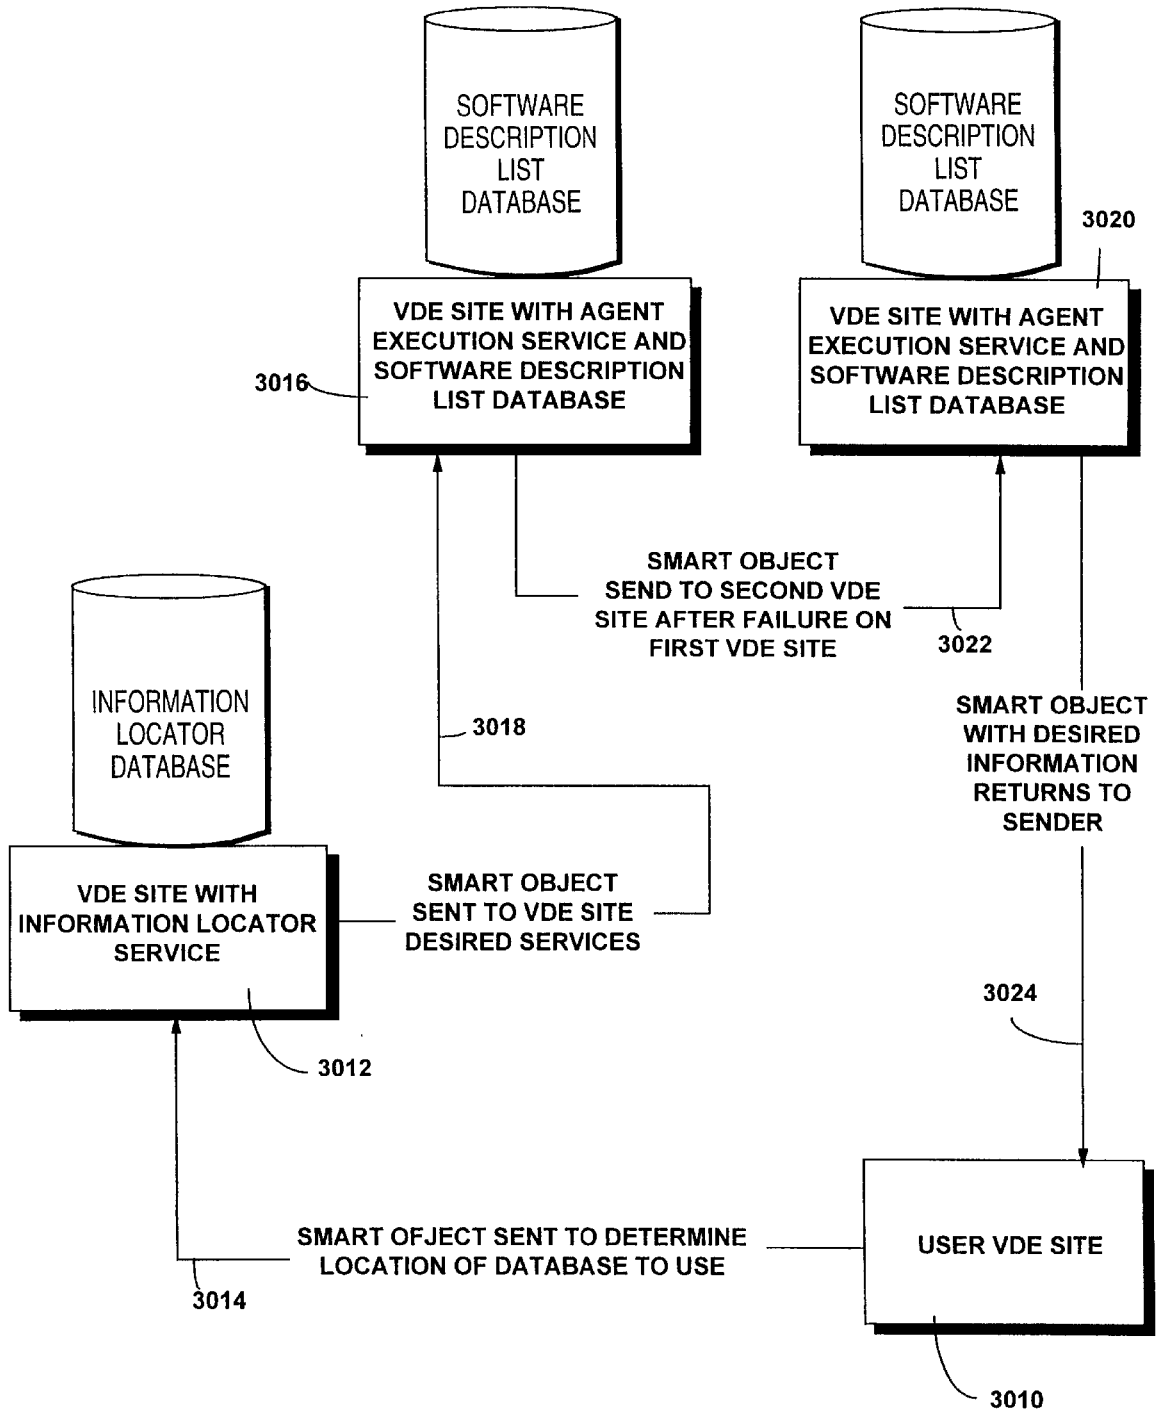 SOFTWARE
DESCRIPTION
LIST
DATABASE
SOFTWARE
DESCRIPTION
LIST
DATABASE
3020
VDE SITE WITH AGENT
EXECUTION SERVICE AND
SOFTWARE DESCRIPTION
LIST DATABASE
3016
VDE SITE WITH AGENT
EXECUTION SERVICE AND
SOFTWARE DESCRIPTION
LIST DATABASE
SMART OBJECT
SEND TO SECOND VDE
SITE AFTER FAILURE ON
FIRST VDE SITE
3022
INFORMATION
LOCATOR
DATABASE
3018
SMART OBJECT
WITH DESIRED
INFORMATION
RETURNS TO
SENDER
VDE SITE WITH
INFORMATION LOCATOR
SERVICE
SMART OBJECT
SENT TO VDE SITE
DESIRED SERVICES
3024
3012
SMART OFJECT SENT TO DETERMINE
LOCATION OF DATABASE TO USE
USER VDE SITE
3014
3010